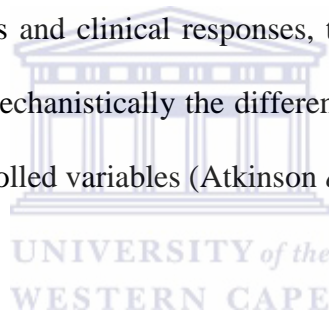 s and clinical responses, t
echanistically the differen
olled variables (Atkinson &
UNIVERSITY of the
WESTERN CAPE